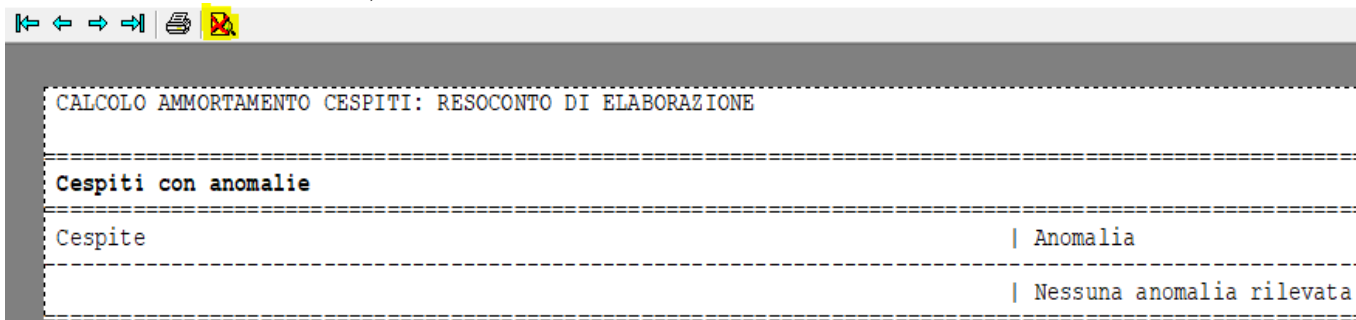 CALCOLO AMMORTAMENTO CESPITI: RESOCONTO DI ELABORAZIONE
Cespiti con anomalie
Cespite | Anomalia
| Nessuna anomalia rilevata